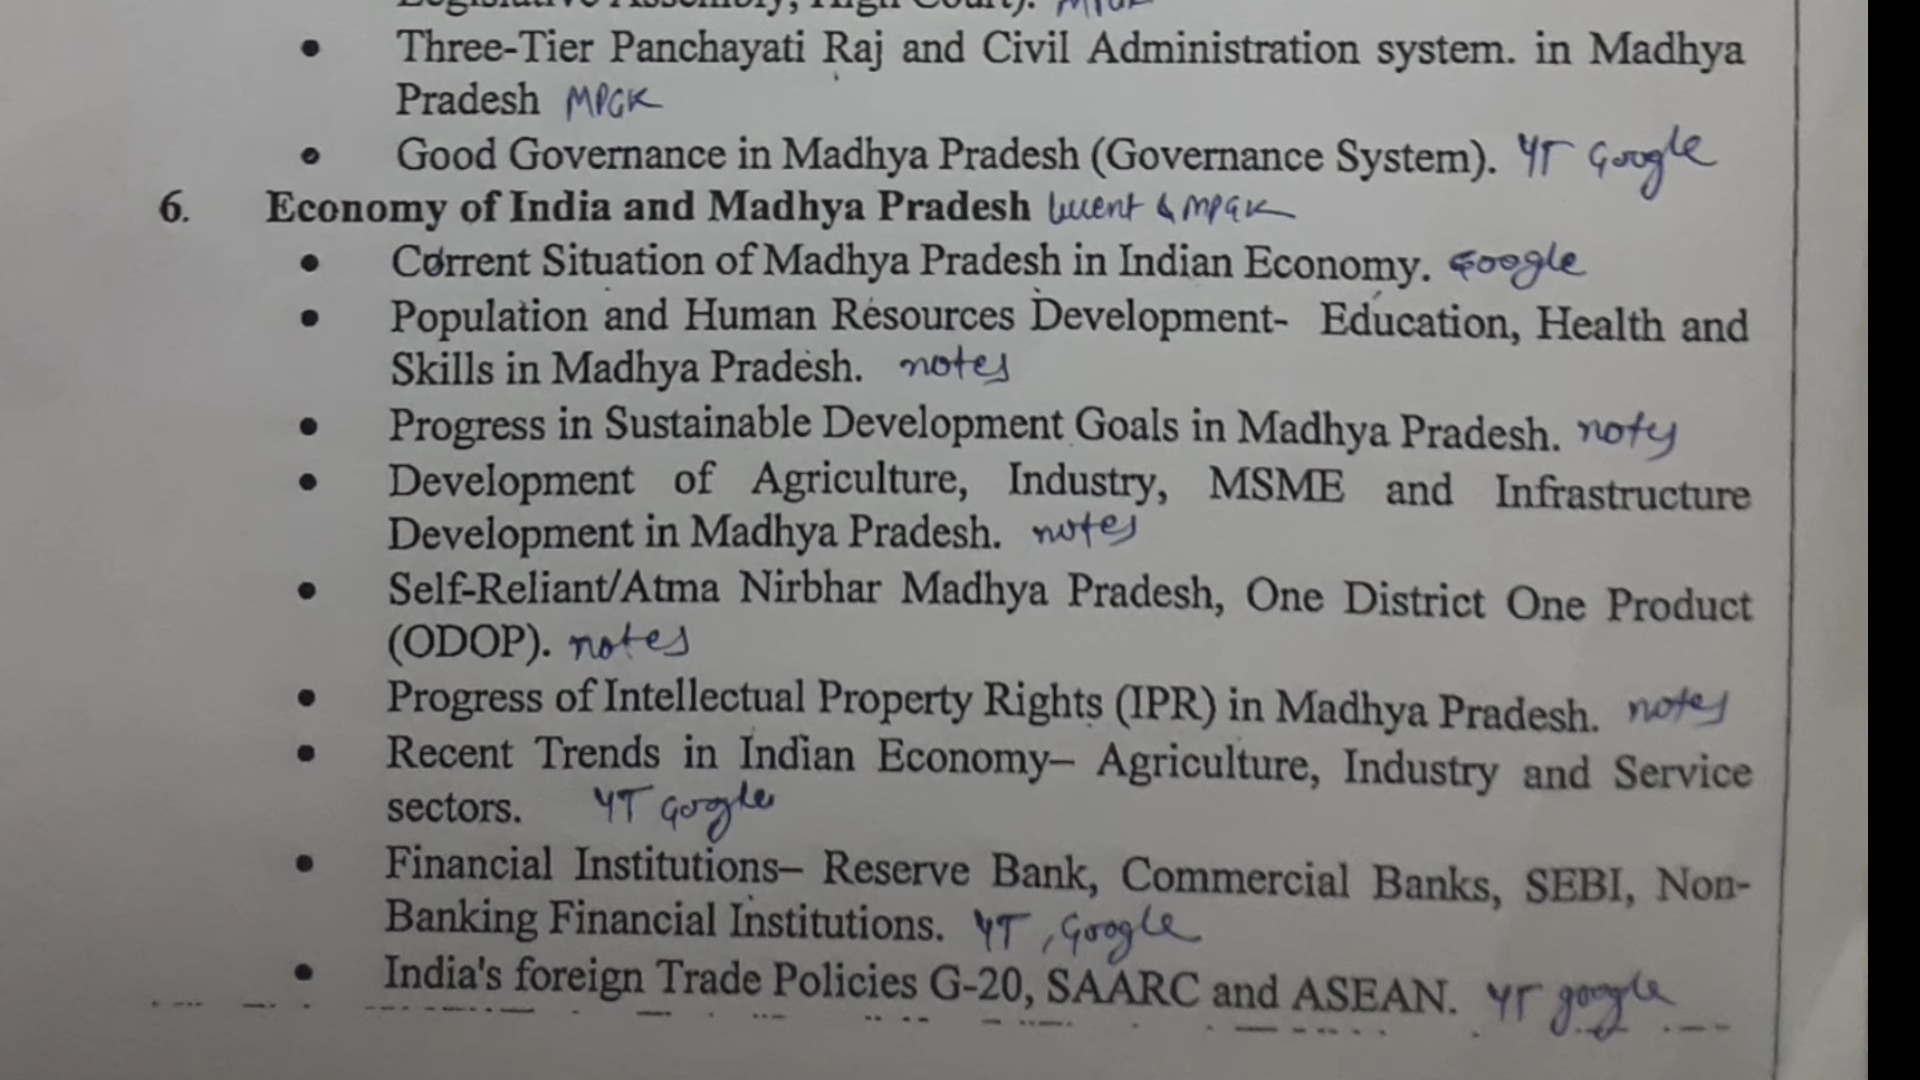 Legislative Assembly, High Court). MPGK
• Three-Tier Panchayati Raj and Civil Administration system. in Madhya
Pradesh MPGK
• Good Governance in Madhya Pradesh (Governance System). YT Google
6. Economy of India and Madhya Pradesh lucent & MPGK
• Current Situation of Madhya Pradesh in Indian Economy. Google
• Population and Human Resources Development- Education, Health and
Skills in Madhya Pradesh. notes
• Progress in Sustainable Development Goals in Madhya Pradesh. notes
• Development of Agriculture, Industry, MSME and Infrastructure
Development in Madhya Pradesh. notes
• Self-Reliant/Atma Nirbhar Madhya Pradesh, One District One Product
(ODOP). notes
• Progress of Intellectual Property Rights (IPR) in Madhya Pradesh. notes
• Recent Trends in Indian Economy– Agriculture, Industry and Service
sectors. YT Google
• Financial Institutions– Reserve Bank, Commercial Banks, SEBI, Non-
Banking Financial Institutions. YT, Google
• India's foreign Trade Policies G-20, SAARC and ASEAN. YT google